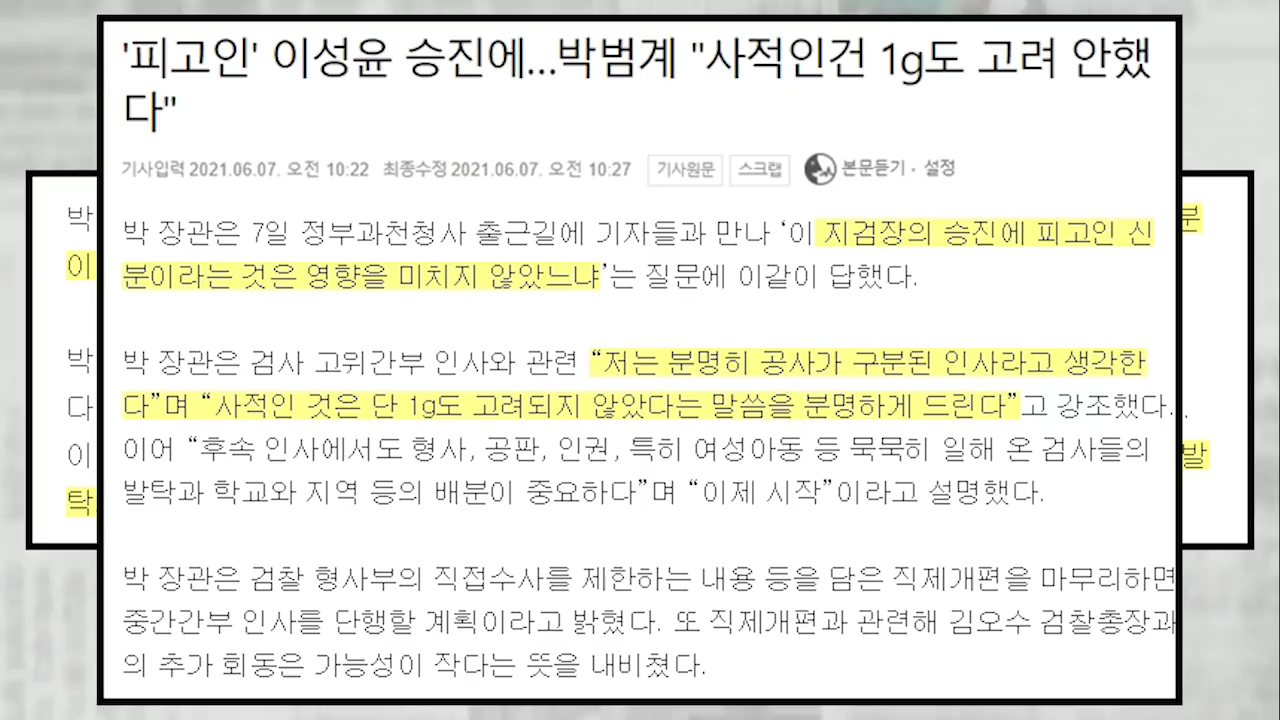 '피고인' 이성윤 승진에...박범계 "사적인건 1g도 고려 안했
다"
기사입력 2021.06.07. 오전 10:22 최종수정 2021.06.07. 오전 10:27 기사원문 스크랩 본문듣기 · 설정
박 장관은 7일 정부과천청사 출근길에 기자들과 만나 ‘이 지검장의 승진에 피고인 신
분이라는 것은 영향을 미치지 않았느냐’는 질문에 이같이 답했다.
박 장관은 검사 고위간부 인사와 관련 “저는 분명히 공사가 구분된 인사라고 생각한
다”며 “사적인 것은 단 1g도 고려되지 않았다는 말씀을 분명하게 드린다”고 강조했다.
이어 “후속 인사에서도 형사, 공판, 인권, 특히 여성아동 등 묵묵히 일해 온 검사들의
발탁과 학교와 지역 등의 배분이 중요하다”며 “이제 시작”이라고 설명했다.
박 장관은 검찰 형사부의 직접수사를 제한하는 내용 등을 담은 직제개편을 마무리하면
중간간부 인사를 단행할 계획이라고 밝혔다. 또 직제개편과 관련해 김오수 검찰총장과
의 추가 회동은 가능성이 작다는 뜻을 내비쳤다.
박
분
이
박
다
이
발
탁